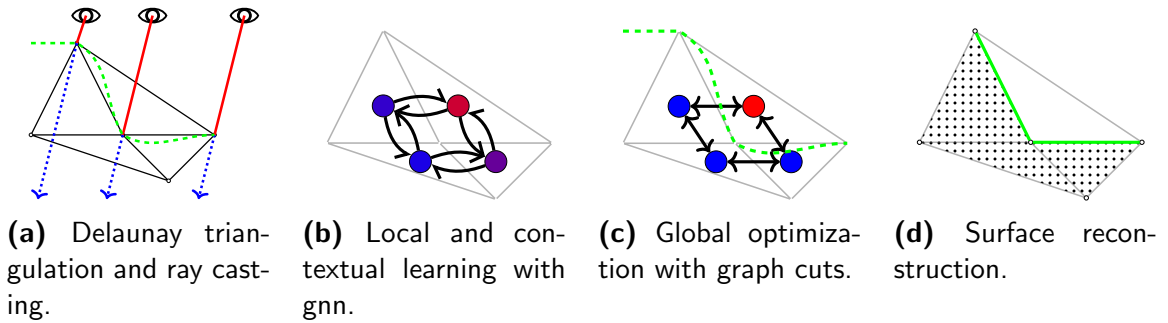 (a) Delaunay trian-
gulation and ray cast-
ing.
(b) Local and con-
textual learning with
gnn.
(c) Global optimiza-
tion with graph cuts.
(d) Surface recon-
struction.